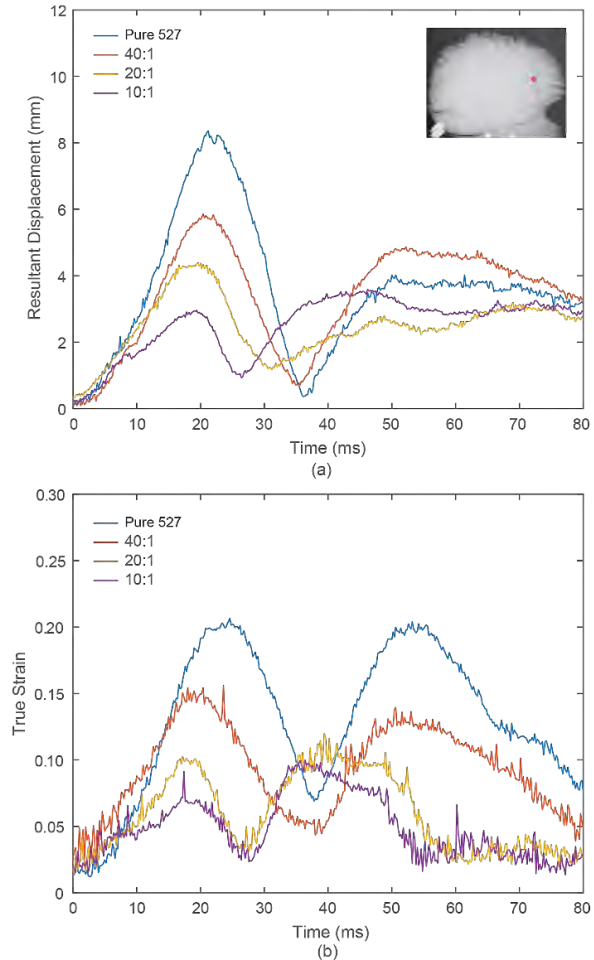 12
10
8
6
4
2
0
Resultant Displacement (mm)
Pure 527
40:1
20:1
10:1
0 10 20 30 40 50 60 70 80
Time (ms)
(a)
0.30
0.25
0.20
0.15
0.10
0.05
0
True Strain
Pure 527
40:1
20:1
10:1
0 10 20 30 40 50 60 70 80
Time (ms)
(b)